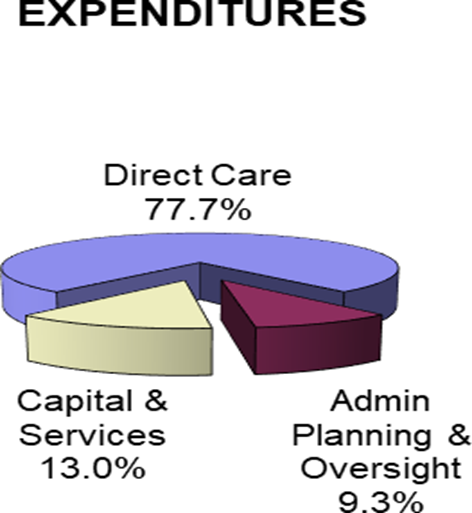 EXPENDITURES
Direct Care
77.7%
Capital &
Services
13.0%
Admin
Planning &
Oversight
9.3%